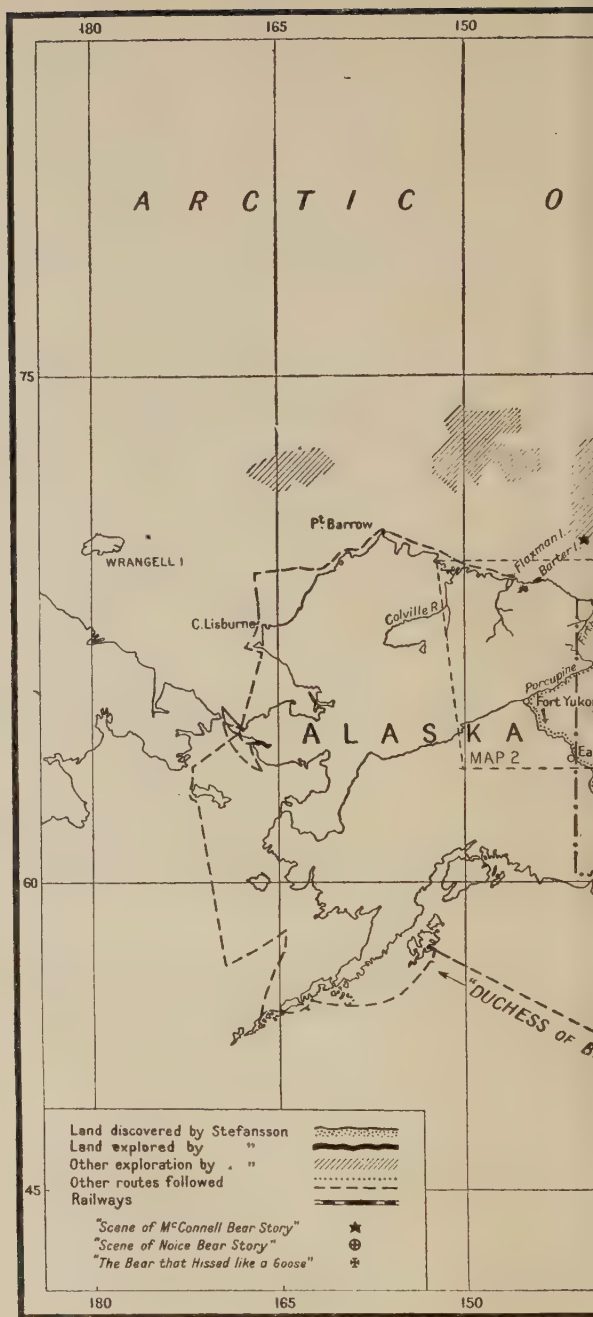 180 165 150
A R C T I C O
75
Pt. Barrow
WRANGELL I
Flaxman I.
Barter I.
C. Lisburne
Colville R.
Firth
Porcupine
Fort Yukon
A L A S K A
Ea
MAP 2
60
"DUCHESS OF B
Land discovered by Stefansson
Land explored by "
Other exploration by . "
Other routes followed
Railways
45
"Scene of McConnell Bear Story"
"Scene of Noice Bear Story"
"The Bear that Hissed like a Goose"
180 165 150